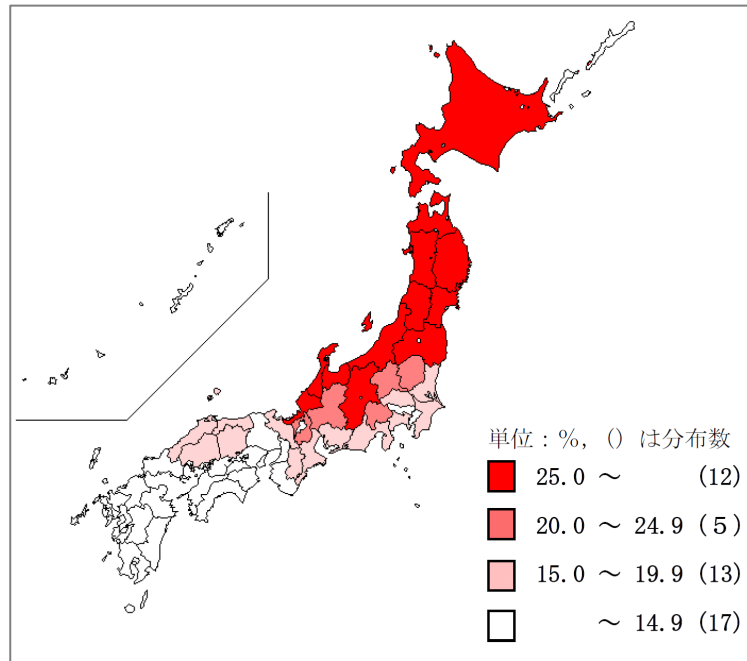 単位：%，() は分布数
25.0 ～ (12)
20.0 ～ 24.9 (５)
15.0 ～ 19.9 (13)
～ 14.9 (17)